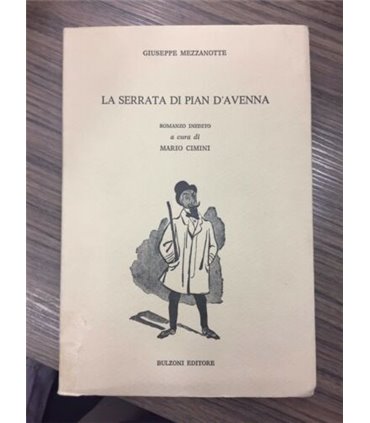 GIUSEPPE MEZZANOTTE
LA SERRATA DI PIAN D'AVENNA
ROMANZO INEDITO
a cura di
MARIO CIMINI
BULZONI EDITORE